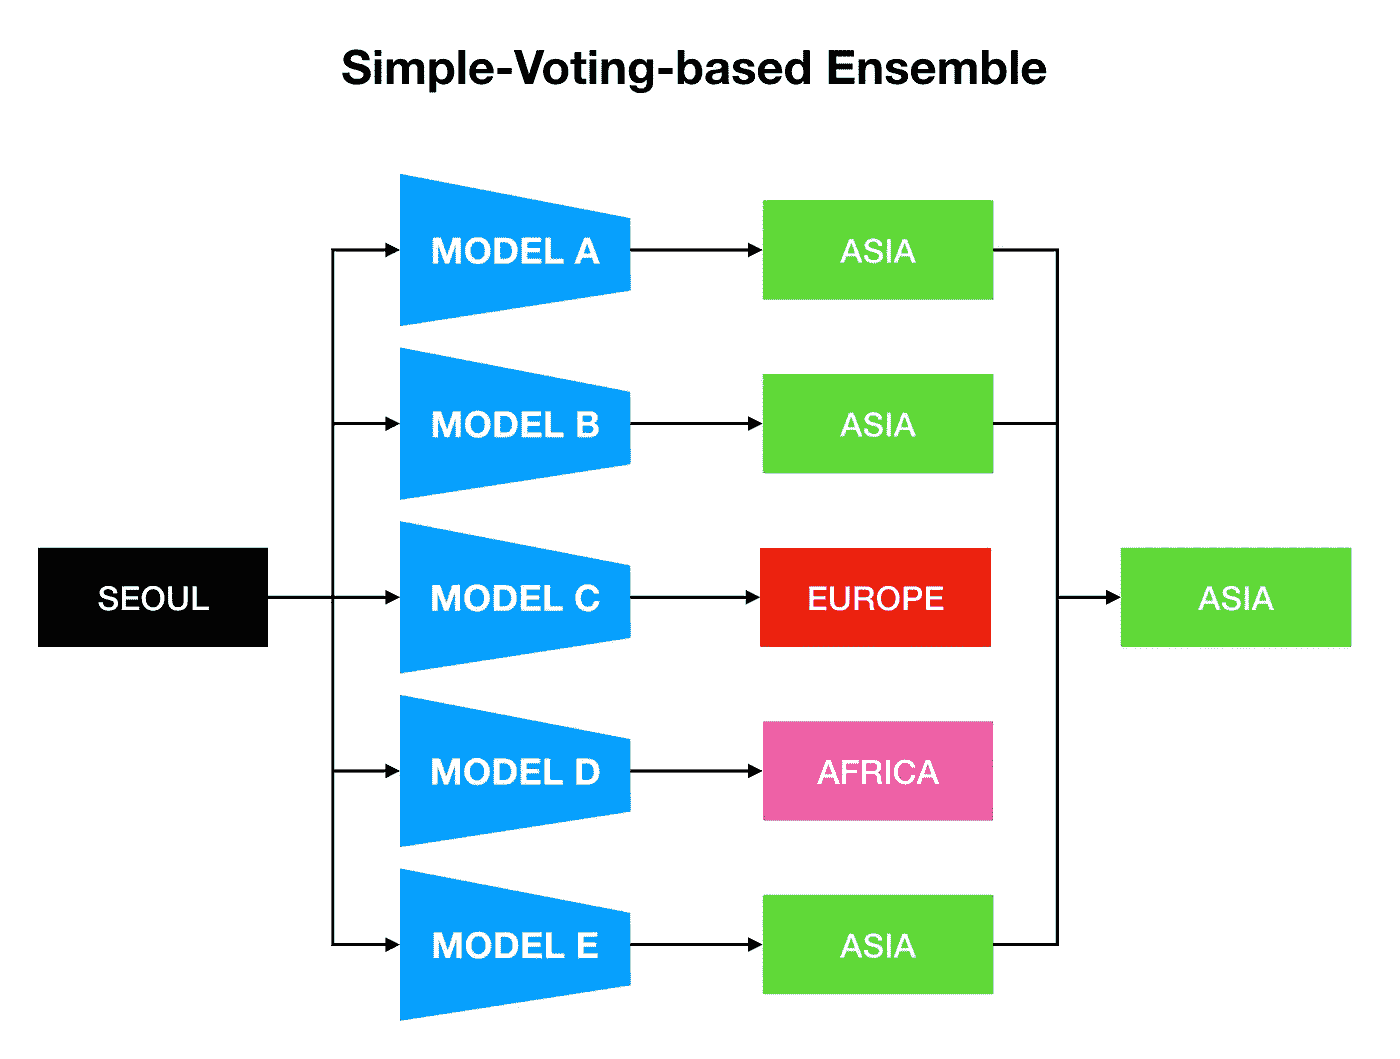 Simple-Voting-based Ensemble
MODEL A
ASIA
MODEL B
ASIA
SEOUL
MODEL C
EUROPE
ASIA
MODEL D
AFRICA
MODEL E
ASIA